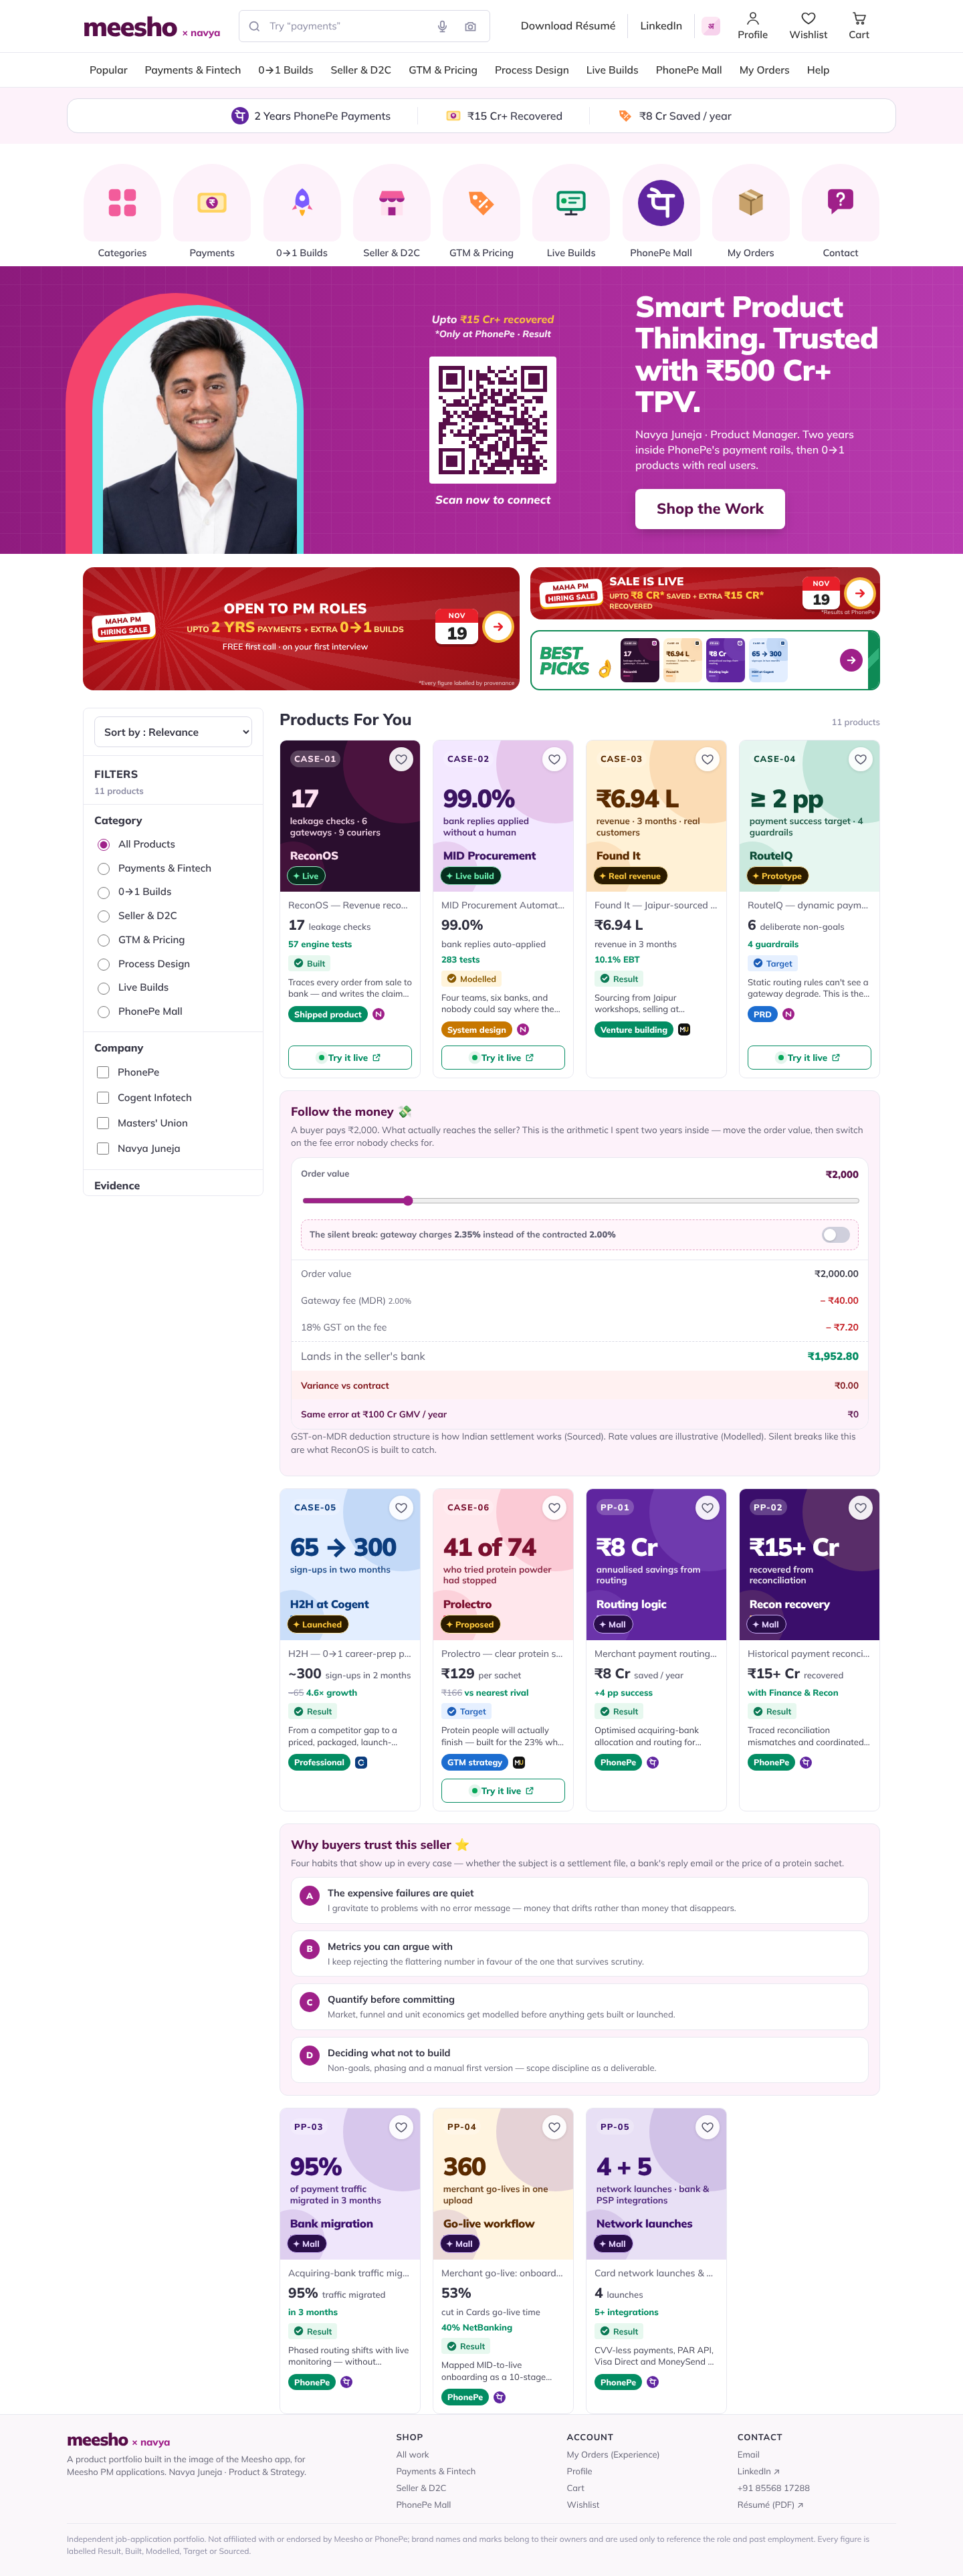 meesho × navya
Try “payments”
Download Résumé
LinkedIn
अ
Profile
Wishlist
Cart
Popular
Payments & Fintech
0→1 Builds
Seller & D2C
GTM & Pricing
Process Design
Live Builds
PhonePe Mall
My Orders
Help
पे 2 Years PhonePe Payments
₹15 Cr+ Recovered
₹8 Cr Saved / year
Categories
Payments
0→1 Builds
Seller & D2C
GTM & Pricing
Live Builds
पे
PhonePe Mall
My Orders
Contact
Upto ₹15 Cr+ recovered
*Only at PhonePe · Result
Scan now to connect
Smart Product
Thinking. Trusted
with ₹500 Cr+
TPV.
Navya Juneja · Product Manager. Two years
inside PhonePe's payment rails, then 0→1
products with real users.
Shop the Work
MAHA PM
HIRING SALE
OPEN TO PM ROLES
UPTO 2 YRS PAYMENTS + EXTRA 0→1 BUILDS
FREE first call · on your first interview
NOV
19
*Every figure labelled by provenance
MAHA PM
HIRING SALE
SALE IS LIVE
UPTO ₹8 CR* SAVED + EXTRA ₹15 CR*
RECOVERED
NOV
19
*Results at PhonePe
BEST
PICKS
17
₹6.94 L
₹8 Cr
65 → 300
Sort by : Relevance
FILTERS
11 products
Category
All Products
Payments & Fintech
0→1 Builds
Seller & D2C
GTM & Pricing
Process Design
Live Builds
PhonePe Mall
Company
PhonePe
Cogent Infotech
Masters' Union
Navya Juneja
Evidence
Products For You
11 products
CASE-01
17
leakage checks · 6
gateways · 9 couriers
ReconOS
+ Live
ReconOS — Revenue reco...
17 leakage checks
57 engine tests
Built
Traces every order from sale to
bank — and writes the claim...
Shipped product N
Try it live
CASE-02
99.0%
bank replies applied
without a human
MID Procurement
+ Live build
MID Procurement Automat...
99.0%
bank replies auto-applied
283 tests
Modelled
Four teams, six banks, and
nobody could say where the...
System design N
Try it live
CASE-03
₹6.94 L
revenue · 3 months · real
customers
Found It
+ Real revenue
Found It — Jaipur-sourced ...
₹6.94 L
revenue in 3 months
10.1% EBT
Result
Sourcing from Jaipur
workshops, selling at...
Venture building MU
CASE-04
≥ 2 pp
payment success target · 4
guardrails
RouteIQ
+ Prototype
RouteIQ — dynamic paym...
6 deliberate non-goals
4 guardrails
Target
Static routing rules can't see a
gateway degrade. This is the...
PRD N
Try it live
Follow the money
A buyer pays ₹2,000. What actually reaches the seller? This is the arithmetic I spent two years inside — move the order value, then switch
on the fee error nobody checks for.
Order value ₹2,000
The silent break: gateway charges 2.35% instead of the contracted 2.00%
Order value ₹2,000.00
Gateway fee (MDR) 2.00% − ₹40.00
18% GST on the fee − ₹7.20
Lands in the seller's bank ₹1,952.80
Variance vs contract ₹0.00
Same error at ₹100 Cr GMV / year ₹0
GST-on-MDR deduction structure is how Indian settlement works (Sourced). Rate values are illustrative (Modelled). Silent breaks like this
are what ReconOS is built to catch.
CASE-05
65 → 300
sign-ups in two months
H2H at Cogent
+ Launched
H2H — 0→1 career-prep p...
~300 sign-ups in 2 months
~65 4.6× growth
Result
From a competitor gap to a
priced, packaged, launch-...
Professional C
CASE-06
41 of 74
who tried protein powder
had stopped
Prolectro
+ Proposed
Prolectro — clear protein s...
₹129 per sachet
₹166 vs nearest rival
Target
Protein people will actually
finish — built for the 23% wh...
GTM strategy MU
Try it live
PP-01
₹8 Cr
annualised savings from
routing
Routing logic
+ Mall
Merchant payment routing...
₹8 Cr saved / year
+4 pp success
Result
Optimised acquiring-bank
allocation and routing for...
PhonePe पे
PP-02
₹15+ Cr
recovered from
reconciliation
Recon recovery
+ Mall
Historical payment reconci...
₹15+ Cr recovered
with Finance & Recon
Result
Traced reconciliation
mismatches and coordinated...
PhonePe पे
Why buyers trust this seller
Four habits that show up in every case — whether the subject is a settlement file, a bank's reply email or the price of a protein sachet.
A The expensive failures are quiet
I gravitate to problems with no error message — money that drifts rather than money that disappears.
B Metrics you can argue with
I keep rejecting the flattering number in favour of the one that survives scrutiny.
C Quantify before committing
Market, funnel and unit economics get modelled before anything gets built or launched.
D Deciding what not to build
Non-goals, phasing and a manual first version — scope discipline as a deliverable.
PP-03
95%
of payment traffic
migrated in 3 months
Bank migration
+ Mall
Acquiring-bank traffic mig...
95% traffic migrated
in 3 months
Result
Phased routing shifts with live
monitoring — without...
PhonePe पे
PP-04
360
merchant go-lives in one
upload
Go-live workflow
+ Mall
Merchant go-live: onboard...
53%
cut in Cards go-live time
40% NetBanking
Result
Mapped MID-to-live
onboarding as a 10-stage...
PhonePe पे
PP-05
4 + 5
network launches · bank &
PSP integrations
Network launches
+ Mall
Card network launches & ...
4 launches
5+ integrations
Result
CVV-less payments, PAR API,
Visa Direct and MoneySend ...
PhonePe पे
meesho × navya
A product portfolio built in the image of the Meesho app, for
Meesho PM applications. Navya Juneja · Product & Strategy.
SHOP
All work
Payments & Fintech
Seller & D2C
PhonePe Mall
ACCOUNT
My Orders (Experience)
Profile
Cart
Wishlist
CONTACT
Email
LinkedIn ↗
+91 85568 17288
Résumé (PDF) ↗
Independent job-application portfolio. Not affiliated with or endorsed by Meesho or PhonePe; brand names and marks belong to their owners and are used only to reference the role and past employment. Every figure is
labelled Result, Built, Modelled, Target or Sourced.